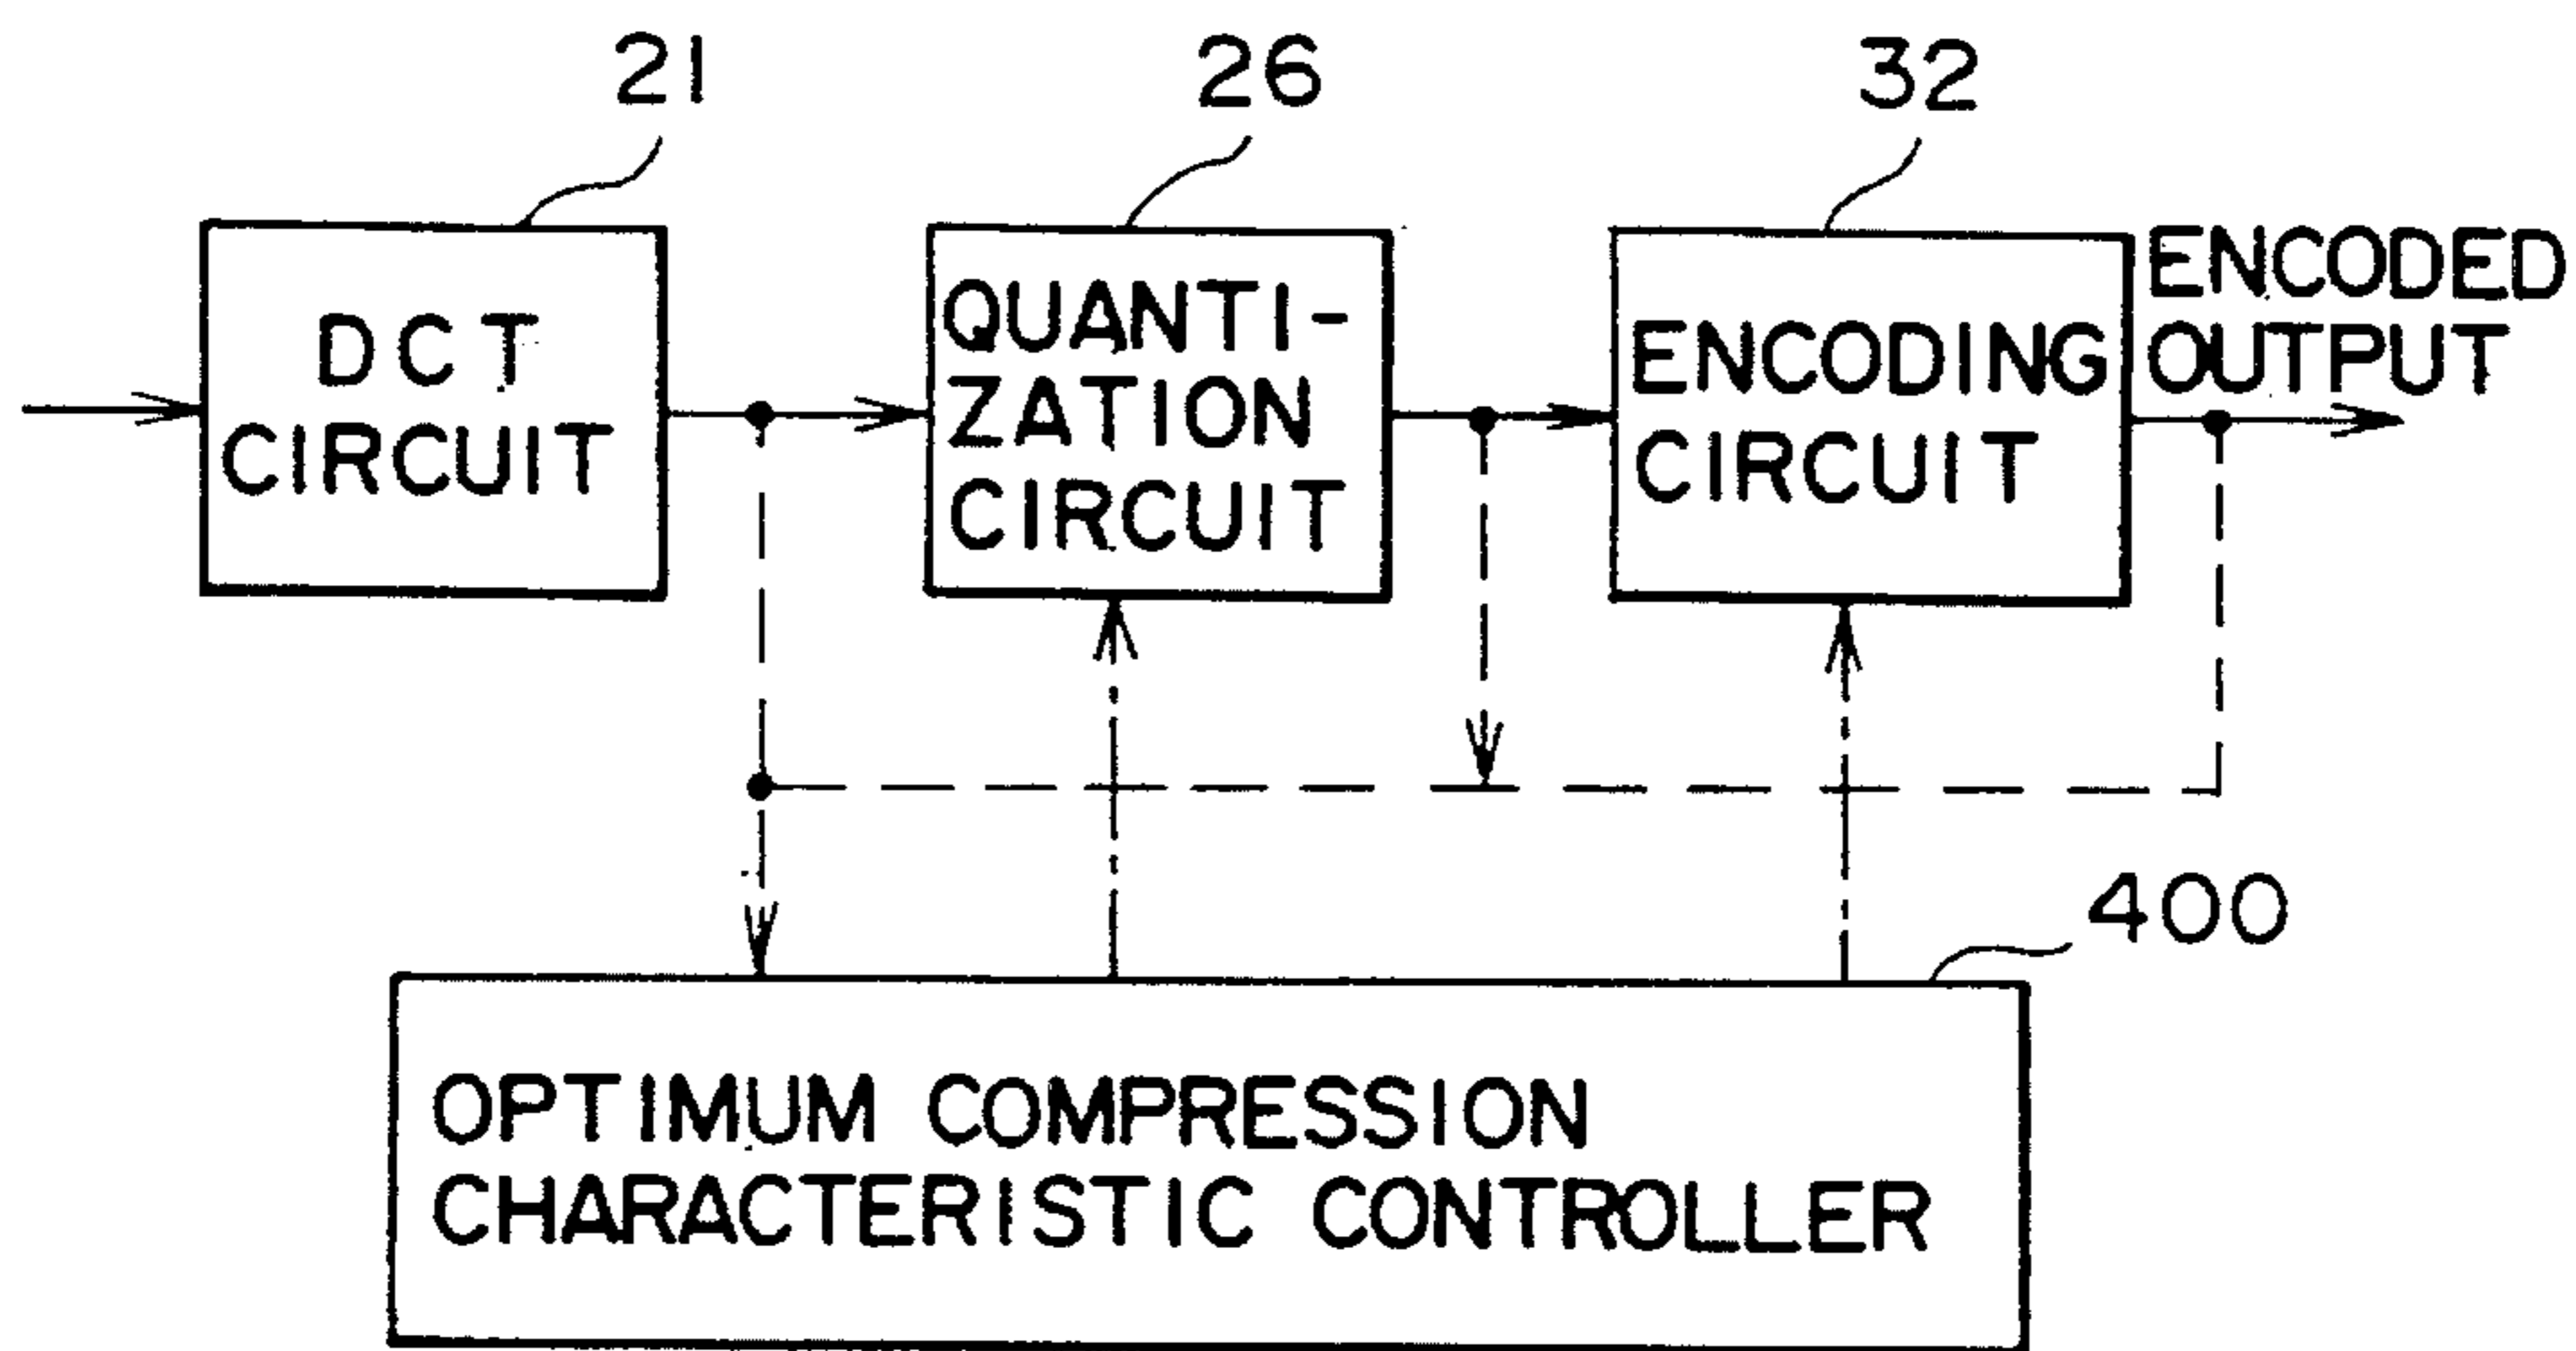 21
26
32
DCT
CIRCUIT
QUANTI-
ZATION
CIRCUIT
ENCODING
CIRCUIT
ENCODED
OUTPUT
400
OPTIMUM COMPRESSION
CHARACTERISTIC CONTROLLER